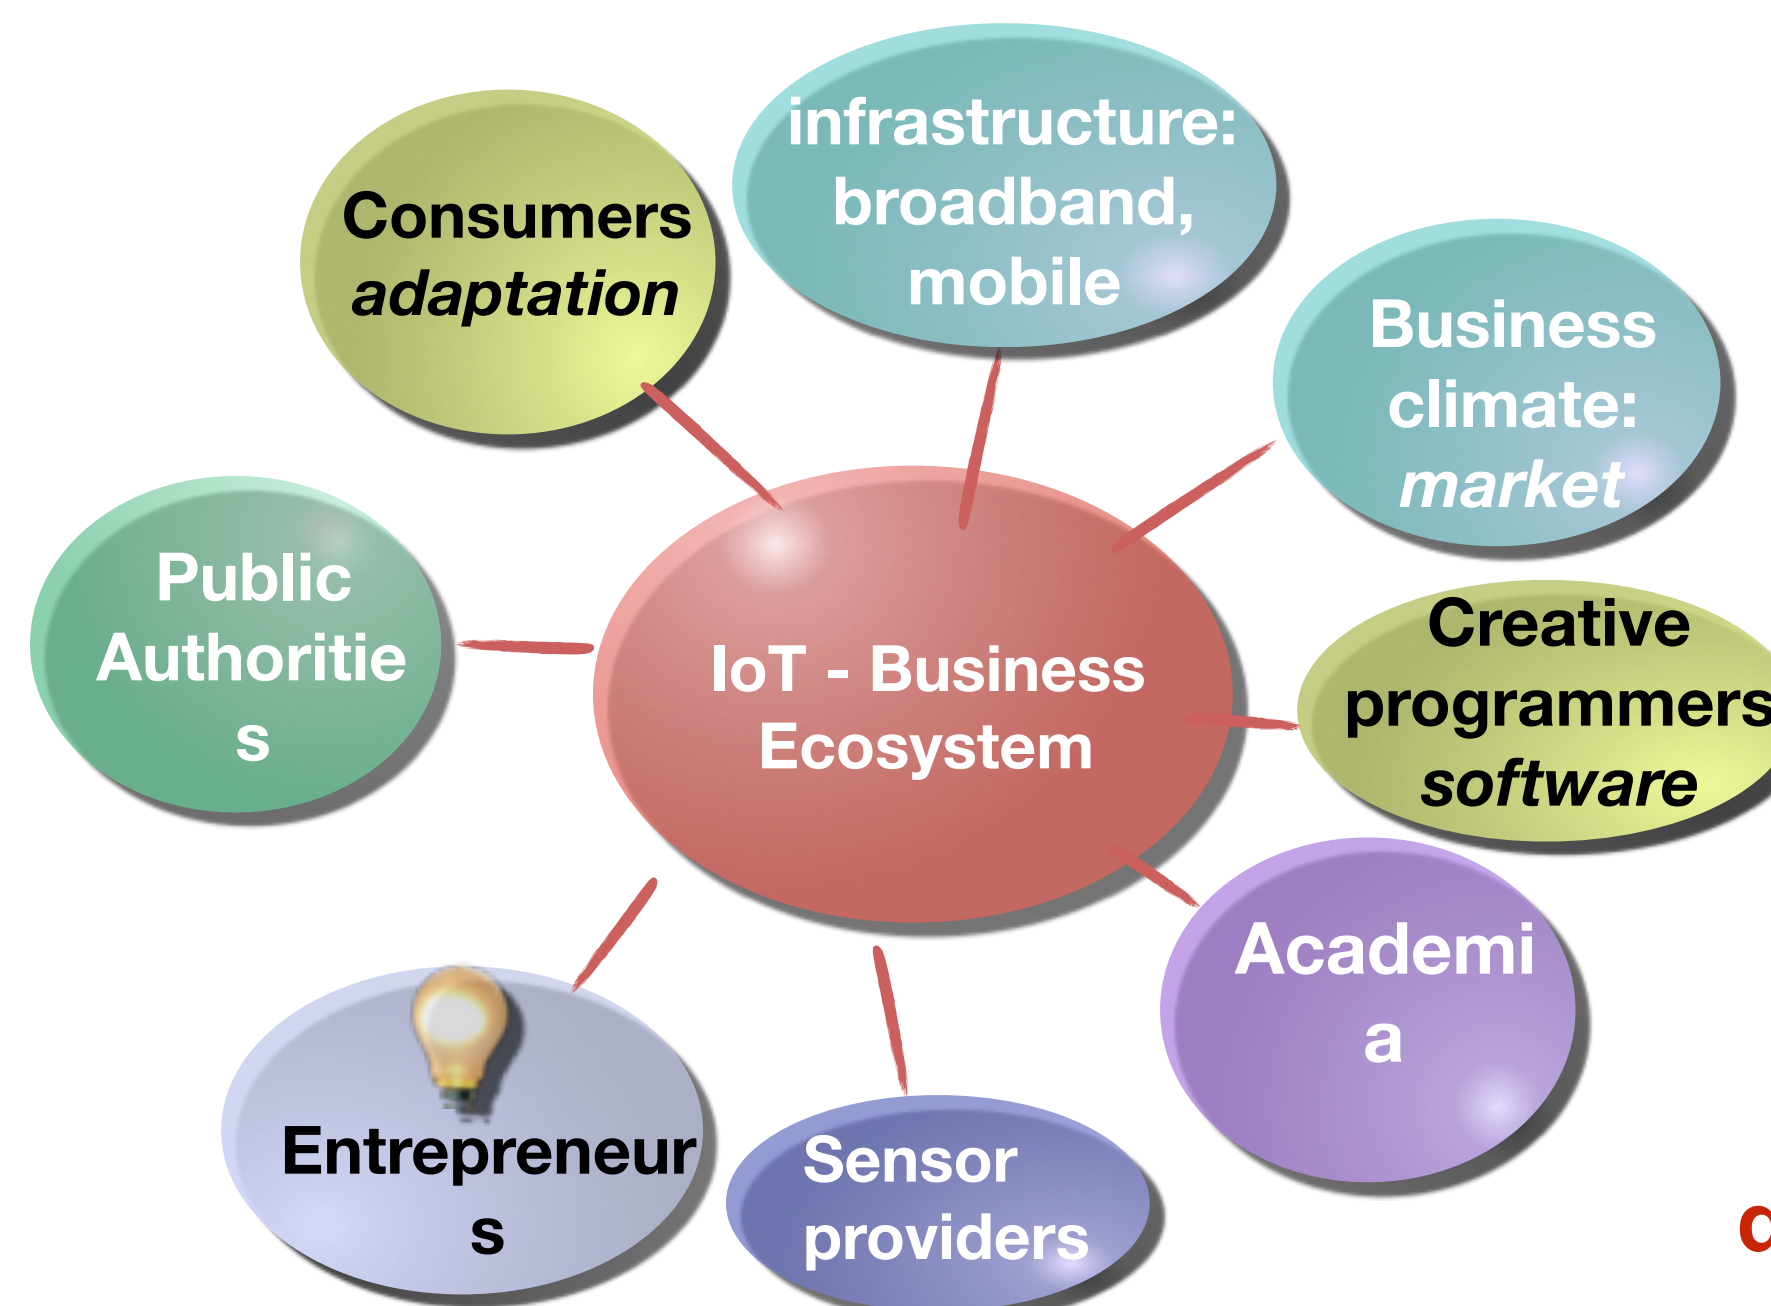 infrastructure:
broadband,
mobile
Consumers
adaptation
Business
climate:
market
Public
Authoritie
s
IoT - Business
Ecosystem
Creative
programmers
software
Academi
a
Entrepreneur
s
Sensor
providers